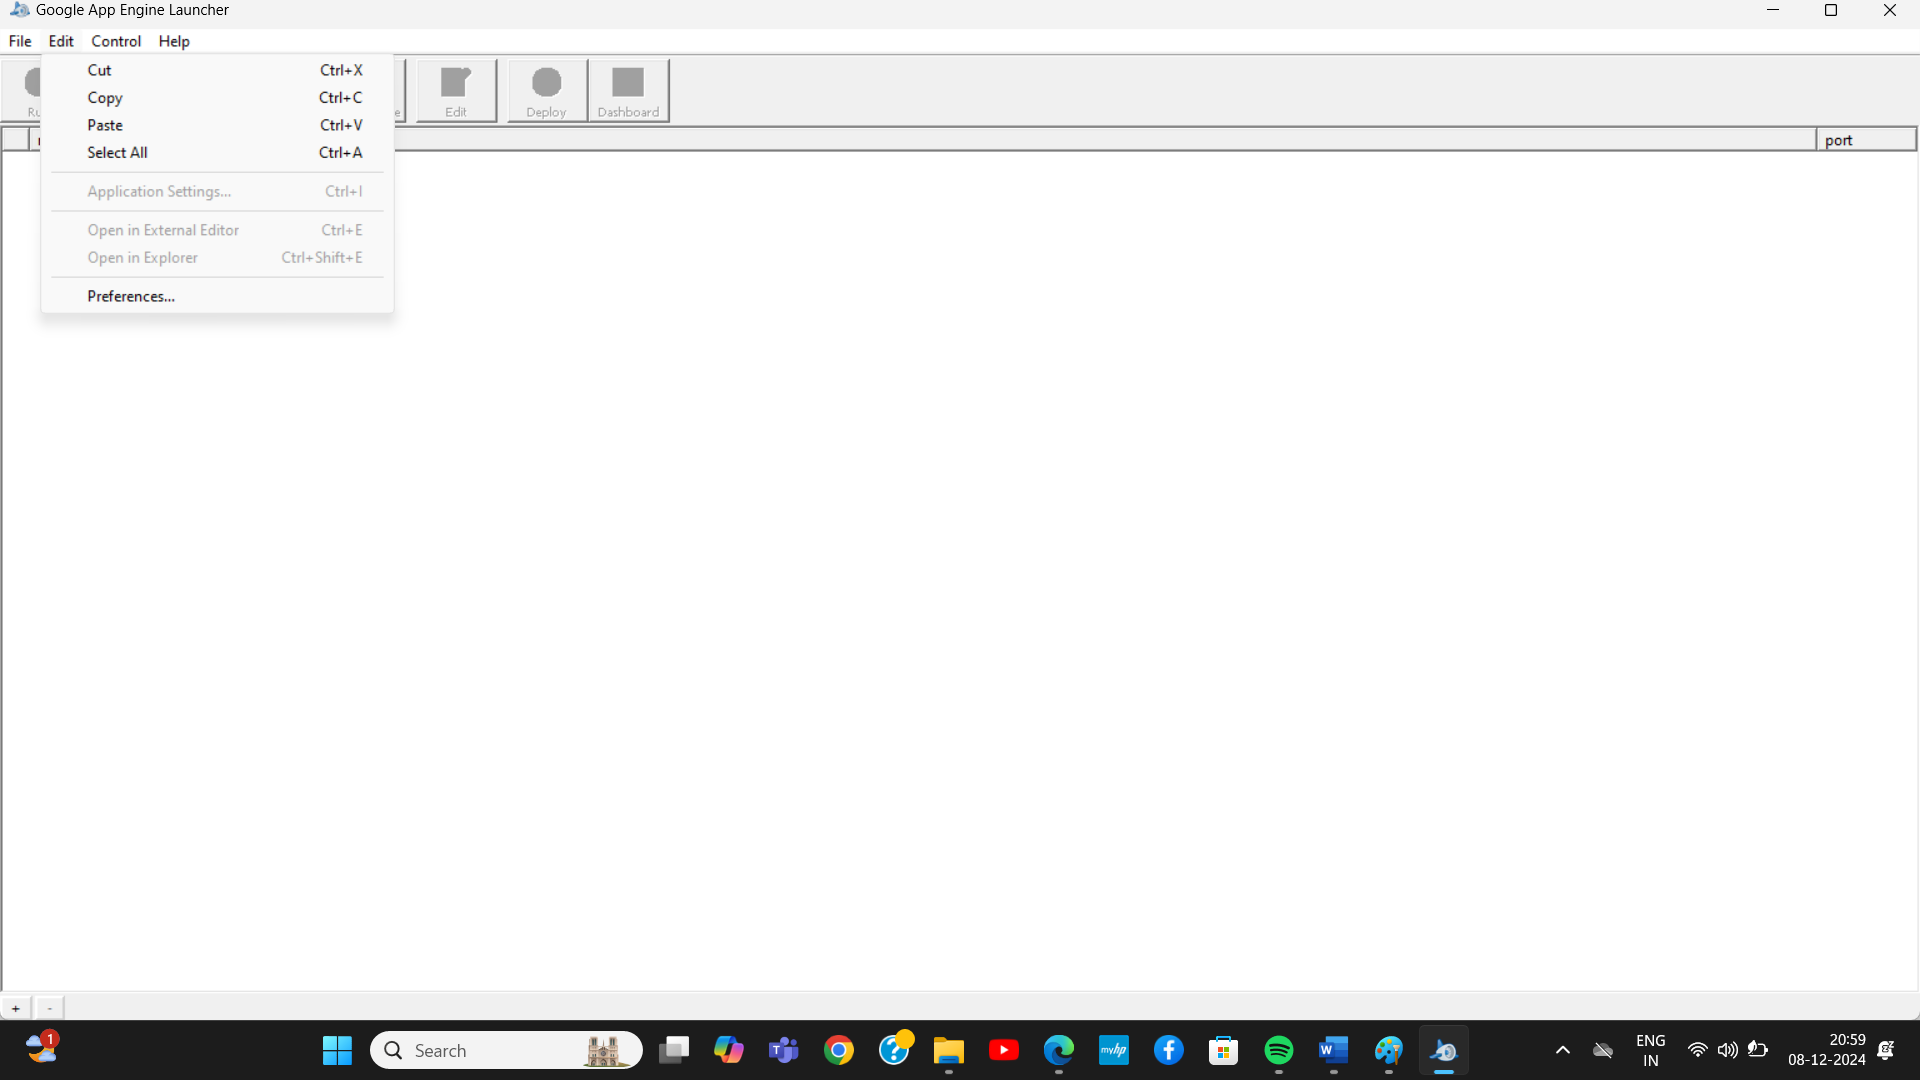 Google App Engine Launcher
File Edit Control Help
Cut Ctrl+X
Copy Ctrl+C
Paste Ctrl+V
Select All Ctrl+A
Application Settings... Ctrl+I
Open in External Editor Ctrl+E
Open in Explorer Ctrl+Shift+E
Preferences...
Edit Deploy Dashboard
port
+ -
1
Search
myhp
ENG
IN
20:59
08-12-2024